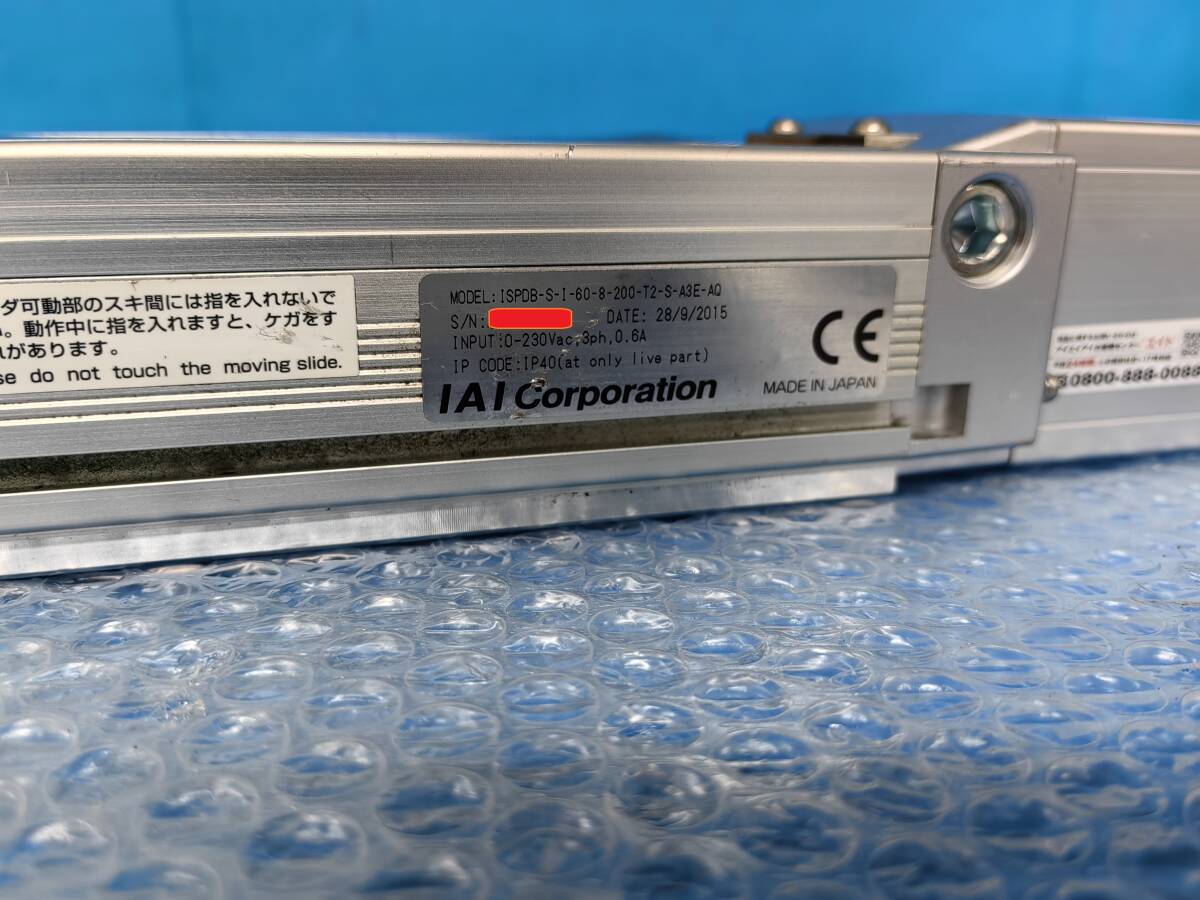 ダ可動部のスキ間には指を入れないで
い。動作中に指を入れますと、ケガをす
れがあります。
se do not touch the moving slide.
MODEL:ISPDB-S-I-60-8-200-T2-S-A3E-AQ
S/N:
DATE: 28/9/2015
INPUT:0-230Vac,3ph,0.6A
IP CODE:IP40(at only live part)
IAI Corporation
CE
MADE IN JAPAN
0800-888-0088